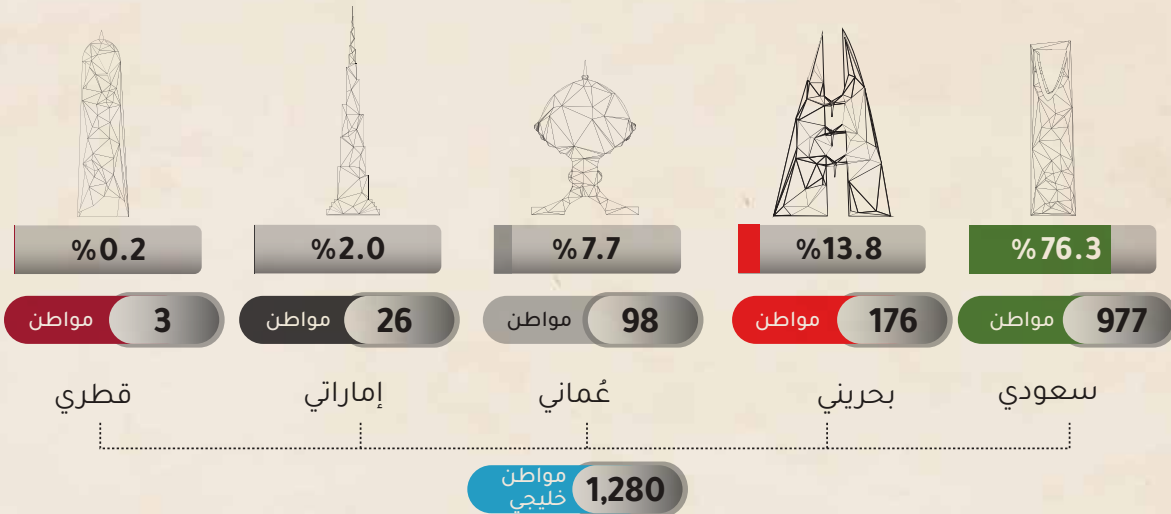 %76.3 %13.8 %7.7 %2.0 %0.2
977 مواطن 176 مواطن 98 مواطن 26 مواطن 3 مواطن
سعودي بحريني عُماني إماراتي قطري
1,280 مواطن
خليجي